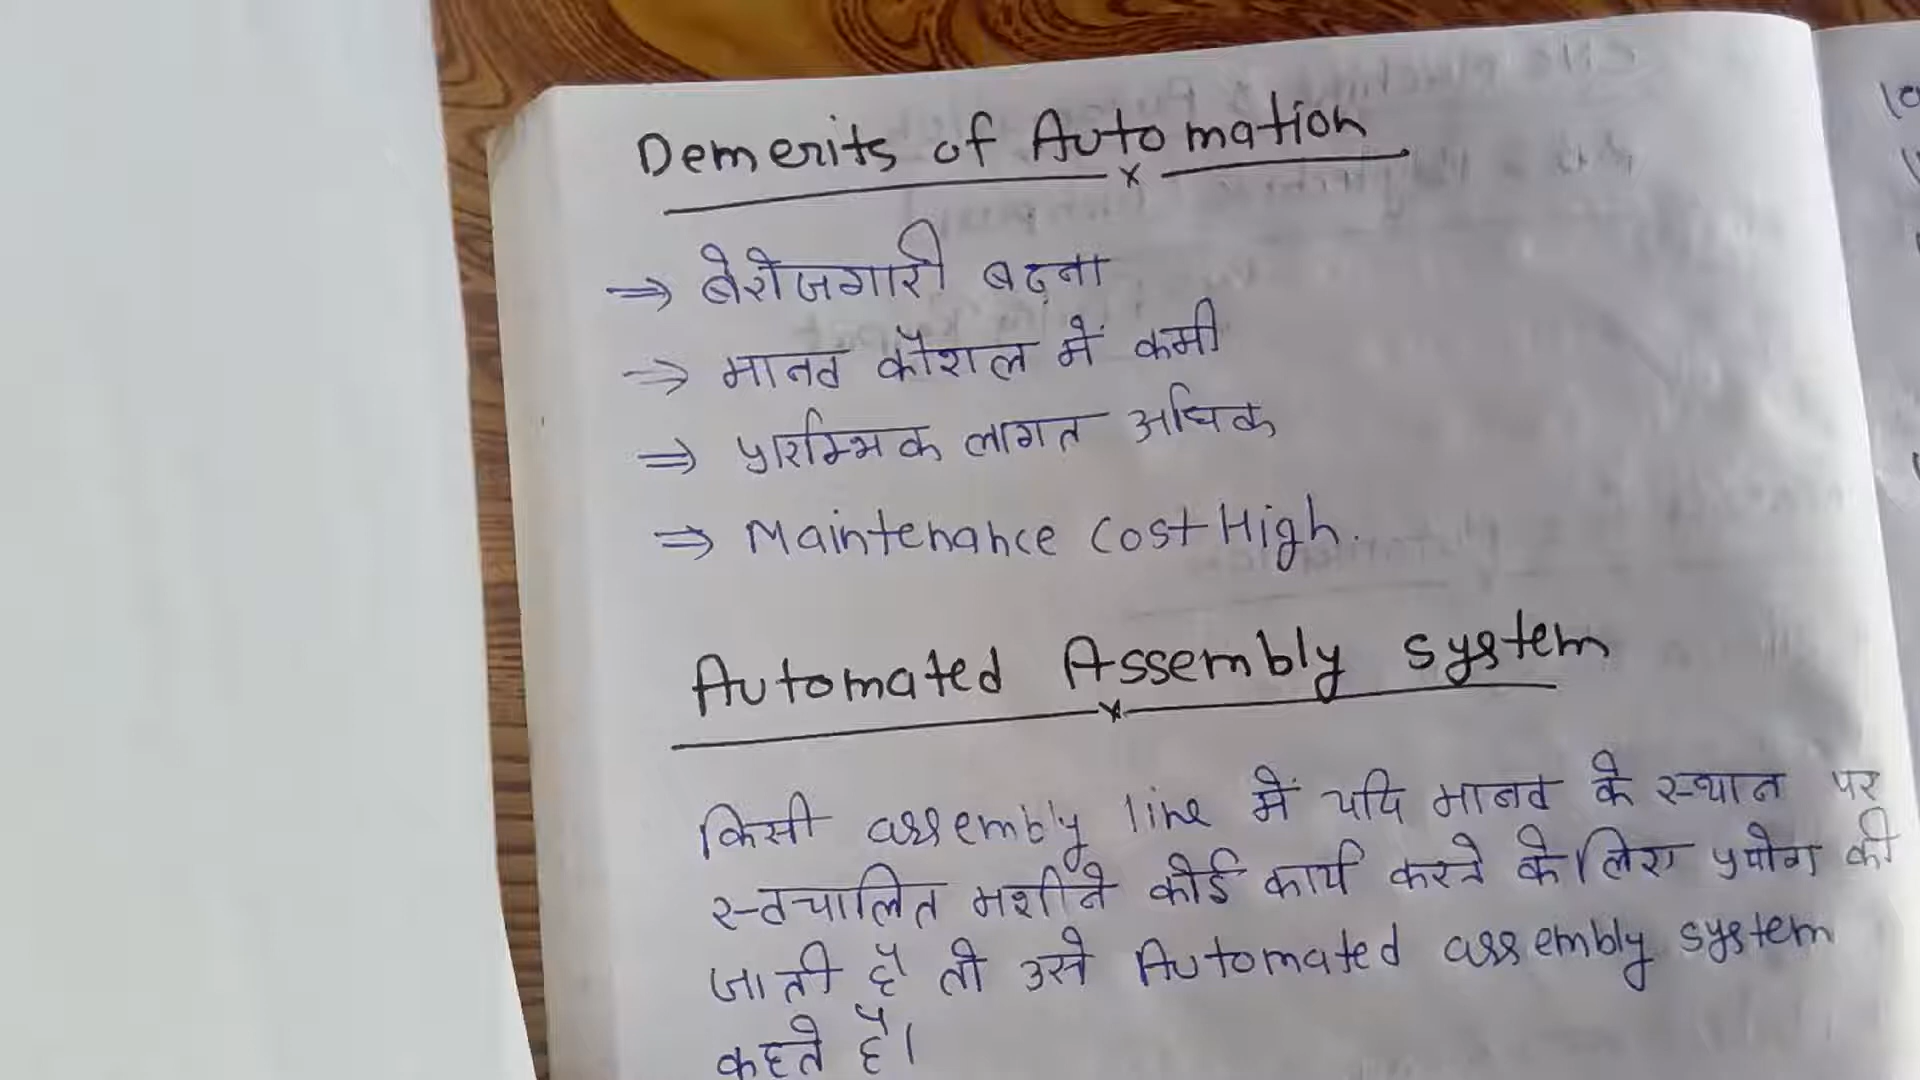 Demerits of Automation
⇒ बेरोजगारी बढ़ना
⇒ मानव कौशल में कमी
⇒ प्रारम्भिक लागत अधिक
⇒ Maintenance Cost High.
Automated Assembly system
किसी assembly line में यदि मानव के स्थान पर
स्वचालित मशीने कोई कार्य करने के लिए प्रयोग की
जाती है तो उसे Automated assembly system
कहते है।